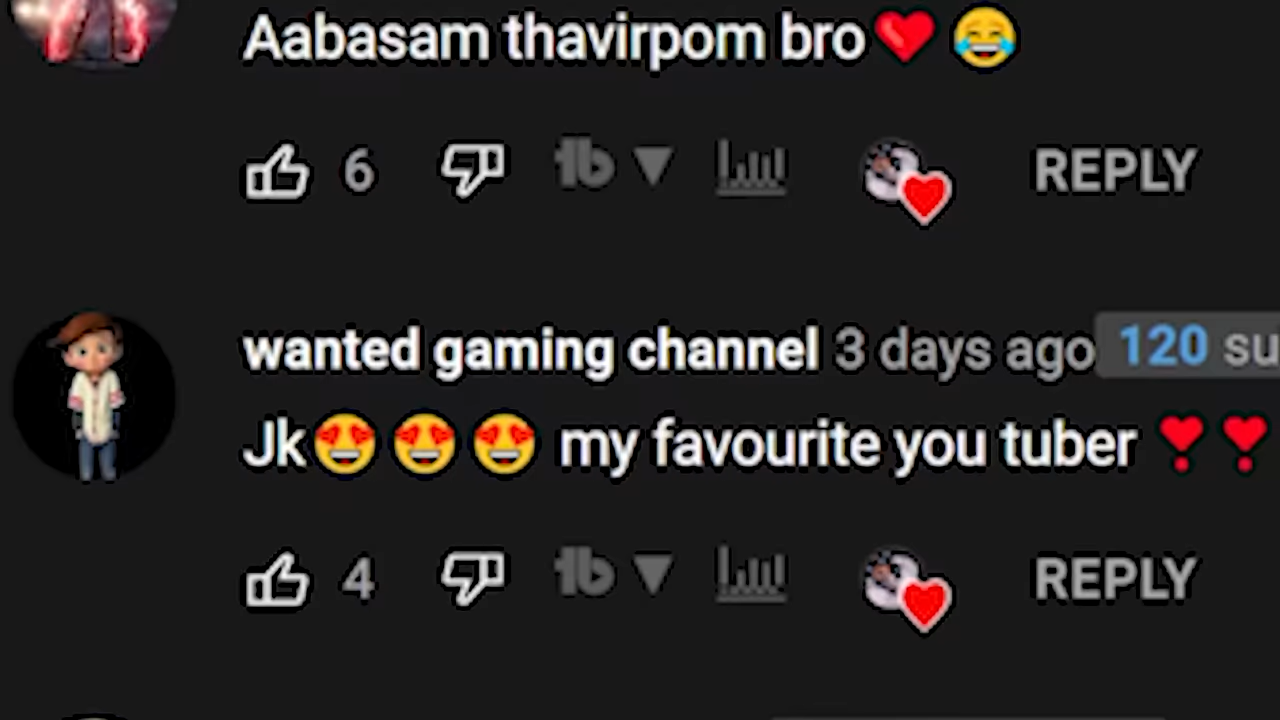 Aabasam thavirpom bro❤️😂
6 REPLY
wanted gaming channel 3 days ago 120 su
Jk😍😍😍 my favourite you tuber ❣️❣️
4 REPLY